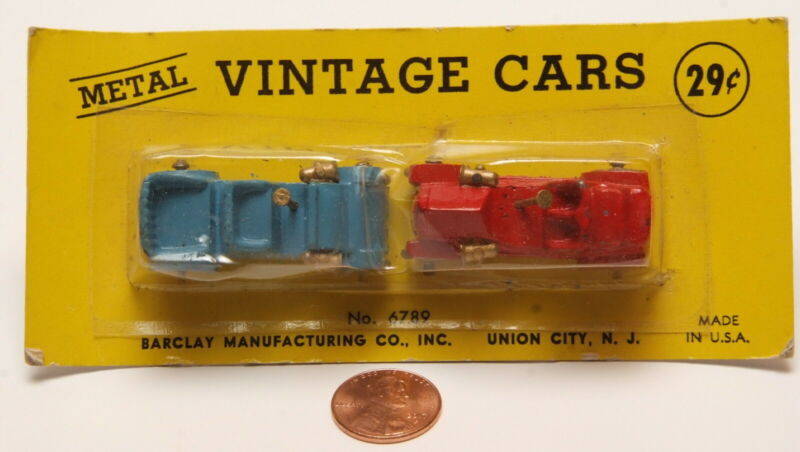 METAL VINTAGE CARS 29¢
No. 6789
BARCLAY MANUFACTURING CO., INC. UNION CITY, N. J.
MADE
IN U.S.A.